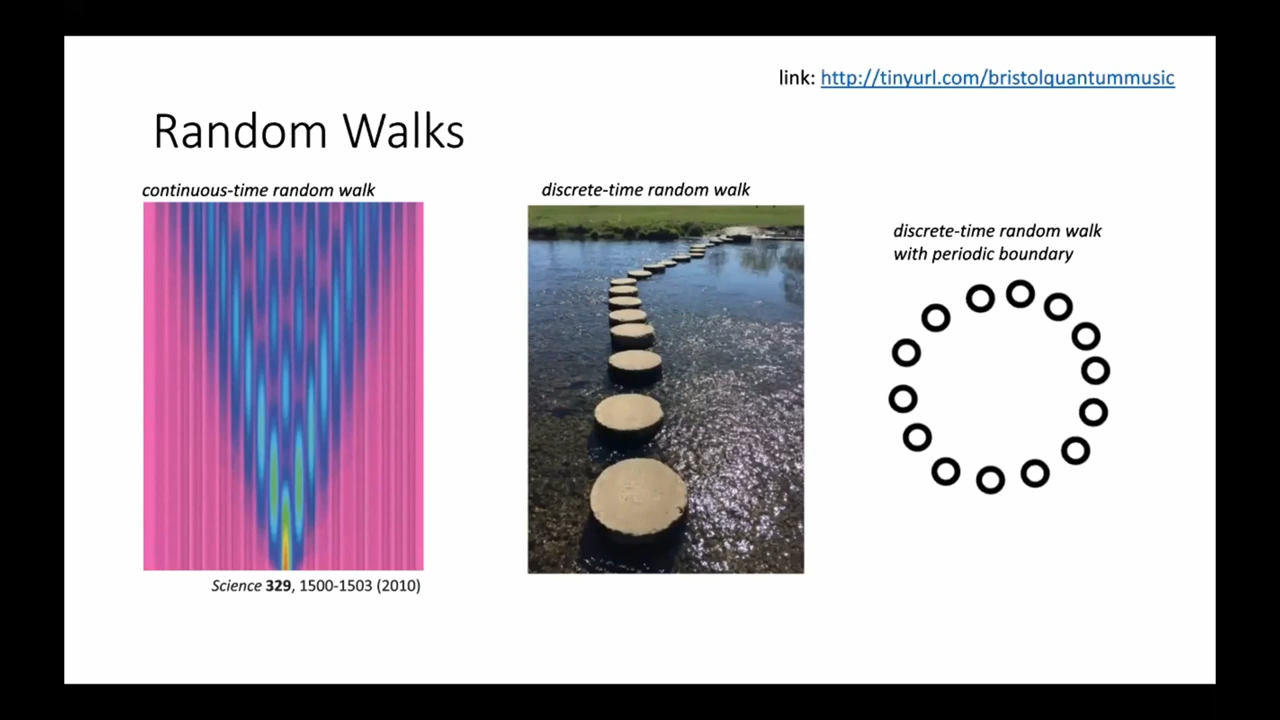 link: http://tinyurl.com/bristolquantummusic
Random Walks
continuous-time random walk
discrete-time random walk
discrete-time random walk
with periodic boundary
Science 329, 1500-1503 (2010)